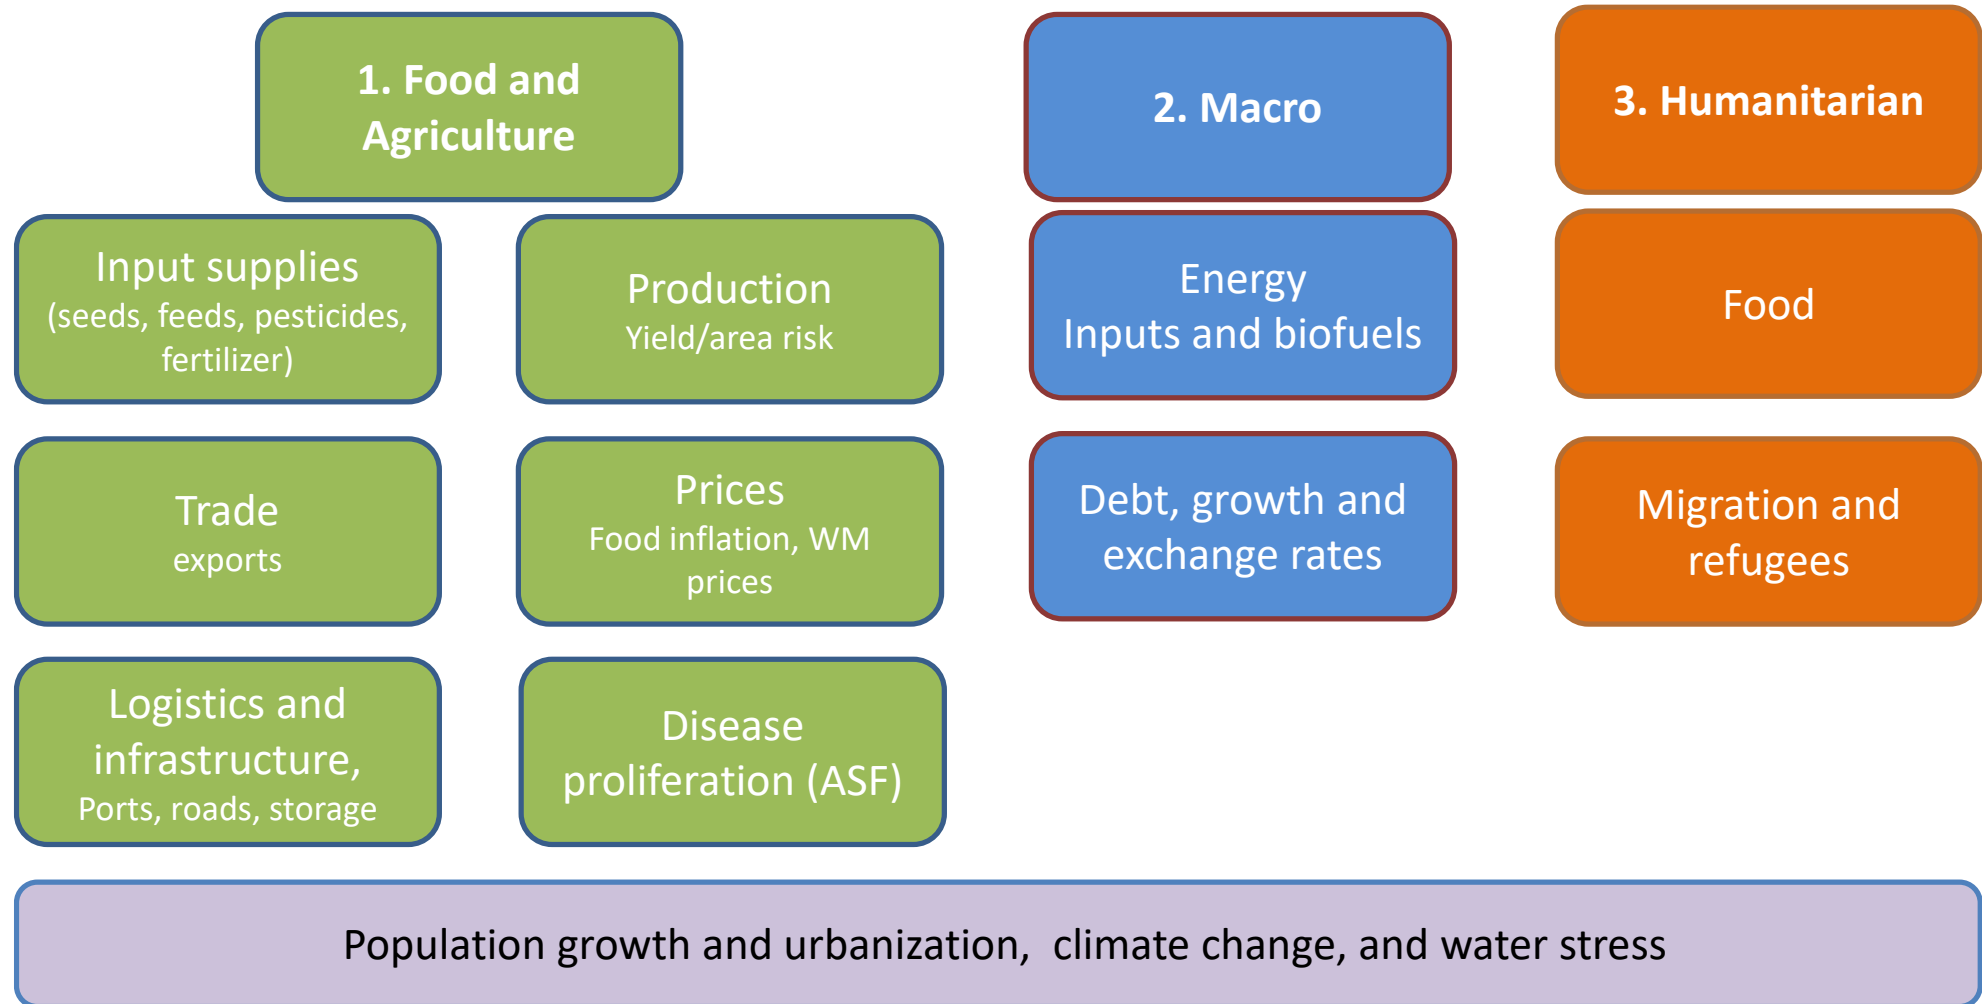 1. Food and
Agriculture
2. Macro
3. Humanitarian
Input supplies
(seeds, feeds, pesticides,
fertilizer)
Production
Yield/area risk
Energy
Inputs and biofuels
Food
Trade
exports
Prices
Food inflation, WM
prices
Debt, growth and
exchange rates
Migration and
refugees
Logistics and
infrastructure,
Ports, roads, storage
Disease
proliferation (ASF)
Population growth and urbanization,  climate change, and water stress